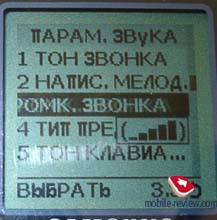 ПАРАМ. ЗВУКА
1 ТОН ЗВОНКА
2 НАПИС. МЕЛОД.
РОМК. ЗВОНКА
4 ТИП ПРЕ
5 ТОН КЛАВИА...
ВЫБРАТЬ
mobile-review.com